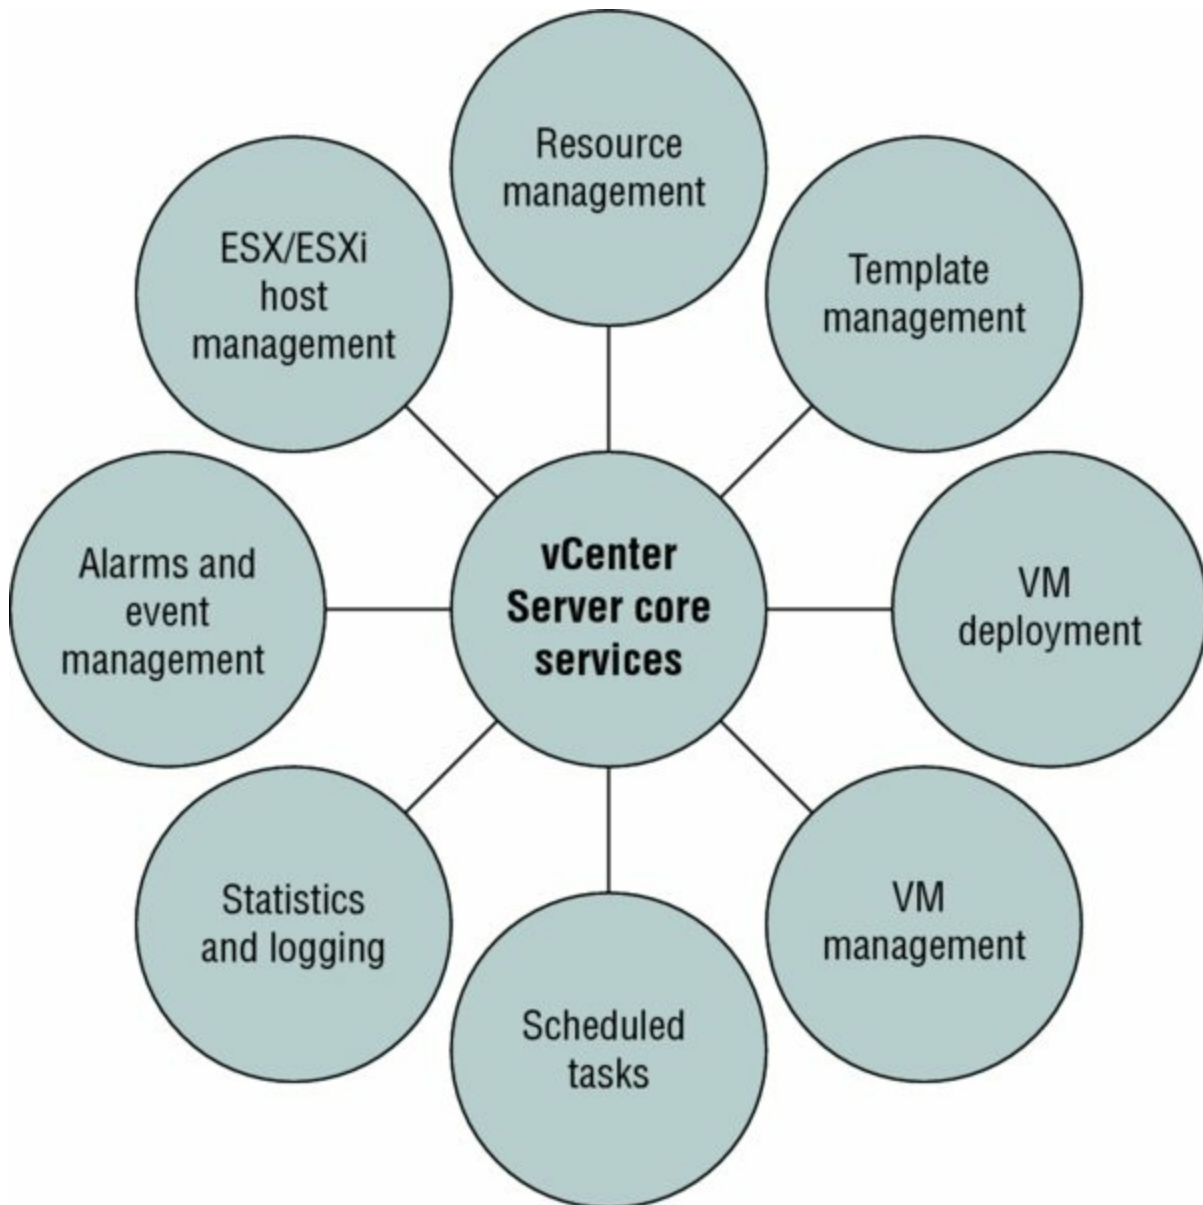 Resource
management
ESX/ESXi
host
management
Template
management
Alarms and
event
management
vCenter
Server core
services
VM
deployment
Statistics
and logging
VM
management
Scheduled
tasks